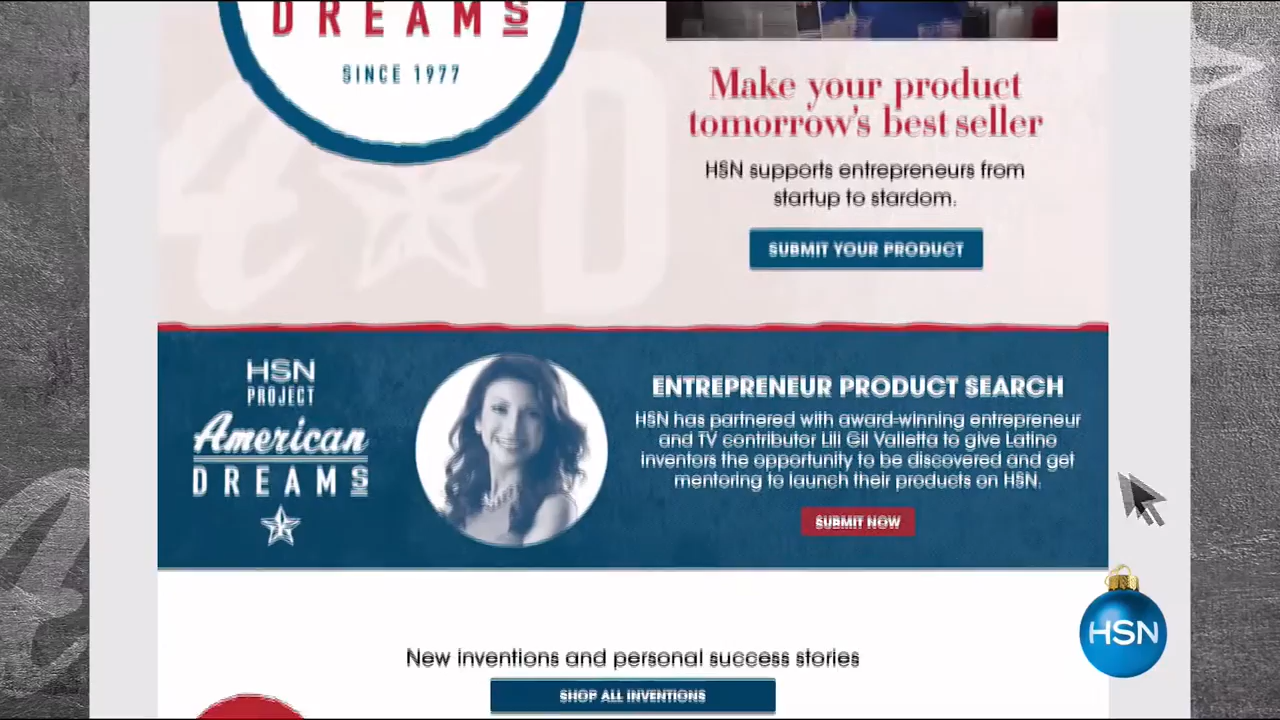 DREAMS
SINCE 1977
Make your product
tomorrow's best seller
HSN supports entrepreneurs from
startup to stardom.
SUBMIT YOUR PRODUCT
HSN
PROJECT
American
DREAMS
ENTREPRENEUR PRODUCT SEARCH
HSN has partnered with award-winning entrepreneur
and TV contributor Lili Gil Valletta to give Latino
inventors the opportunity to be discovered and get
mentoring to launch their products on HSN.
SUBMIT NOW
HSN
New inventions and personal success stories
SHOP ALL INVENTIONS